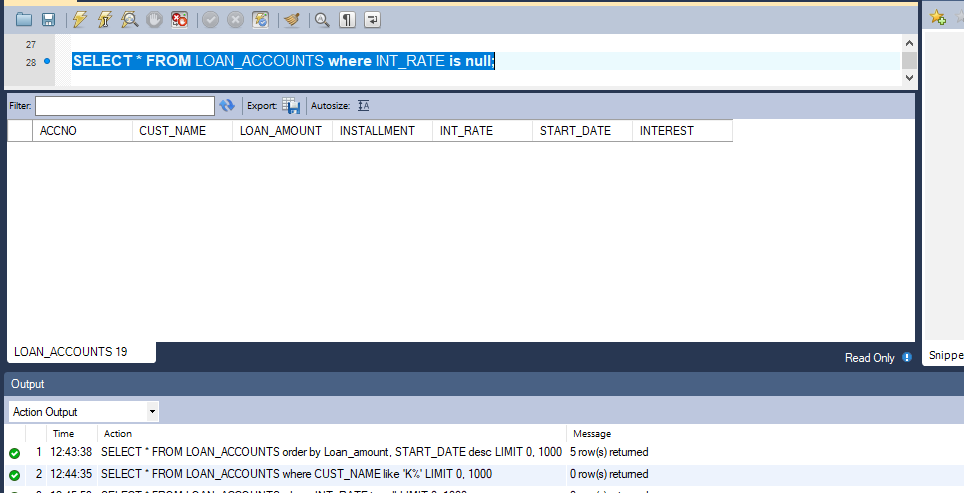 27
28 SELECT * FROM LOAN_ACCOUNTS where INT_RATE is null;
Filter: Export: Autosize:
ACCNO CUST_NAME LOAN_AMOUNT INSTALLMENT INT_RATE START_DATE INTEREST
LOAN_ACCOUNTS 19
Read Only
Snippe
Output
Action Output
Time Action Message
1 12:43:38 SELECT * FROM LOAN_ACCOUNTS order by Loan_amount, START_DATE desc LIMIT 0, 1000 5 row(s) returned
2 12:44:35 SELECT * FROM LOAN_ACCOUNTS where CUST_NAME like 'K%' LIMIT 0, 1000 0 row(s) returned